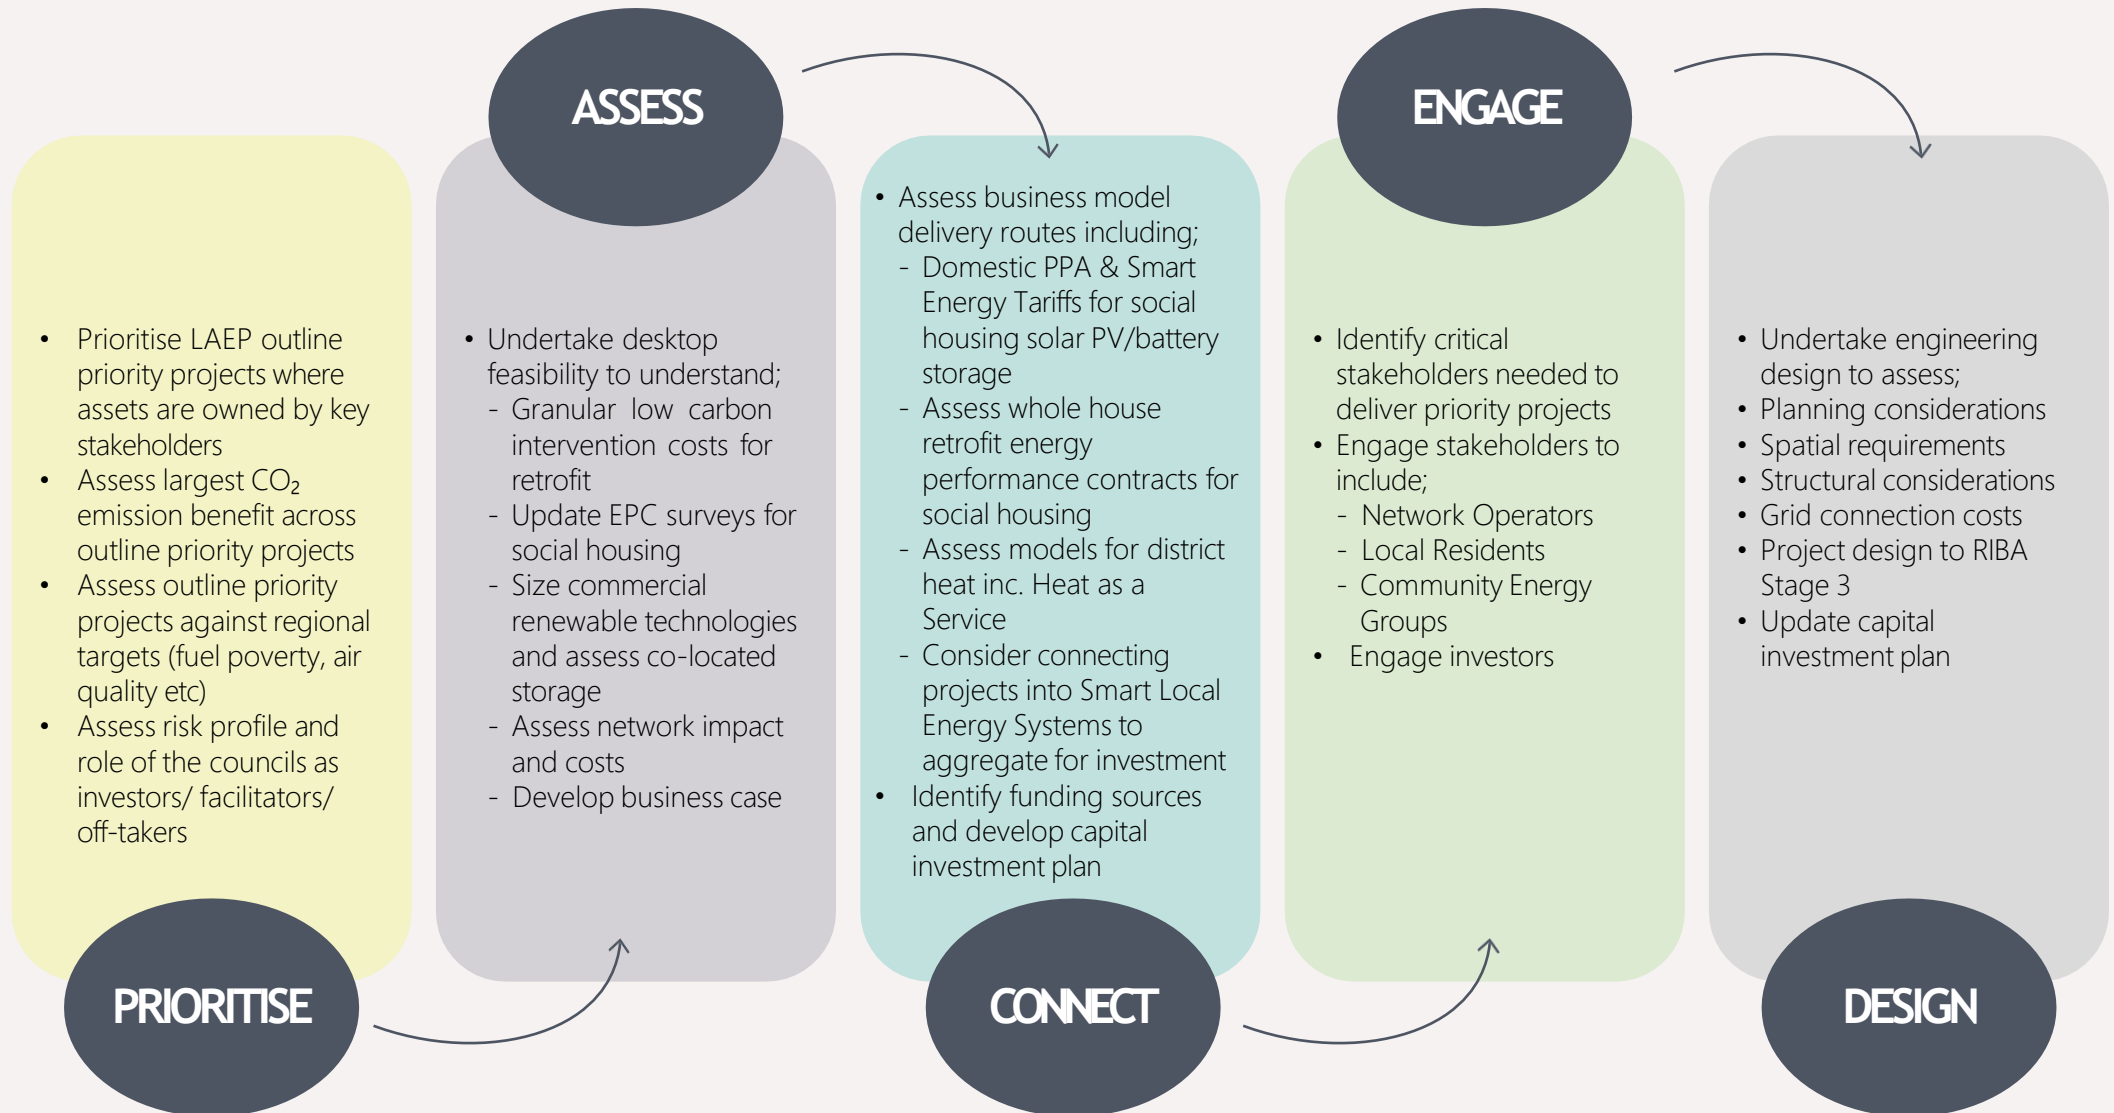 PRIORITISE
• Prioritise LAEP outline
priority projects where
assets are owned by key
stakeholders
• Assess largest CO₂
emission benefit across
outline priority projects
• Assess outline priority
projects against regional
targets (fuel poverty, air
quality etc)
• Assess risk profile and
role of the councils as
investors/ facilitators/
off-takers
ASSESS
• Undertake desktop
feasibility to understand;
- Granular low carbon
intervention costs for
retrofit
- Update EPC surveys for
social housing
- Size commercial
renewable technologies
and assess co-located
storage
- Assess network impact
and costs
- Develop business case
CONNECT
• Assess business model
delivery routes including;
- Domestic PPA & Smart
Energy Tariffs for social
housing solar PV/battery
storage
- Assess whole house
retrofit energy
performance contracts for
social housing
- Assess models for district
heat inc. Heat as a
Service
- Consider connecting
projects into Smart Local
Energy Systems to
aggregate for investment
• Identify funding sources
and develop capital
investment plan
ENGAGE
• Identify critical
stakeholders needed to
deliver priority projects
• Engage stakeholders to
include;
- Network Operators
- Local Residents
- Community Energy
Groups
• Engage investors
DESIGN
• Undertake engineering
design to assess;
• Planning considerations
• Spatial requirements
• Structural considerations
• Grid connection costs
• Project design to RIBA
Stage 3
• Update capital
investment plan